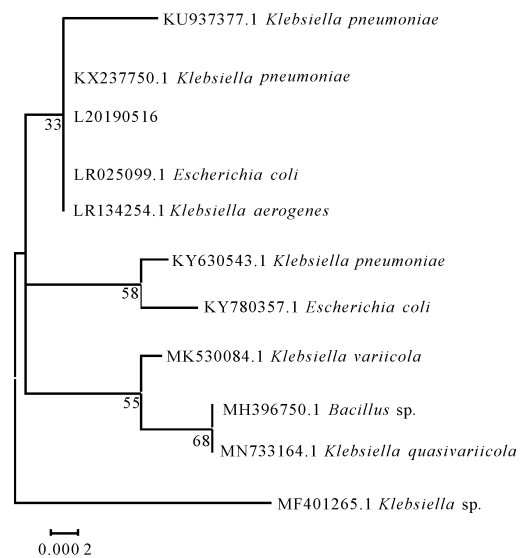 KU937377.1 Klebsiella pneumoniae
KX237750.1 Klebsiella pneumoniae
L20190516
33
LR025099.1 Escherichia coli
LR134254.1 Klebsiella aerogenes
KY630543.1 Klebsiella pneumoniae
58
KY780357.1 Escherichia coli
MK530084.1 Klebsiella variicola
55
MH396750.1 Bacillus sp.
68
MN733164.1 Klebsiella quasivariicola
MF401265.1 Klebsiella sp.
0.000 2